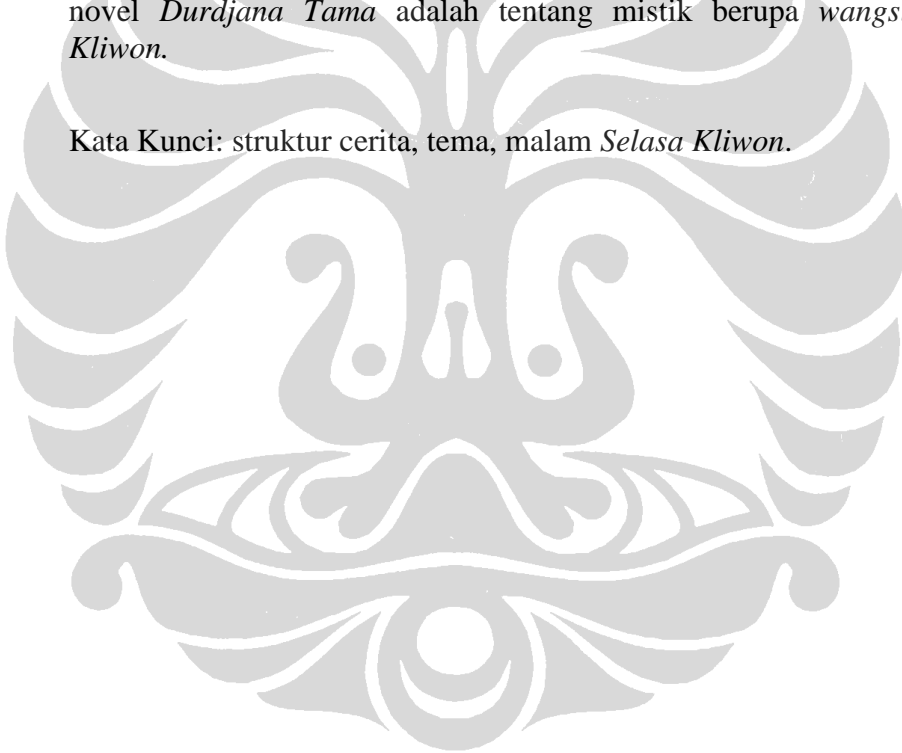 novel Durdjana Tama adalah tentang mistik berupa
Kliwon.
Kata Kunci: struktur cerita, tema, malam Selasa Kliwon.